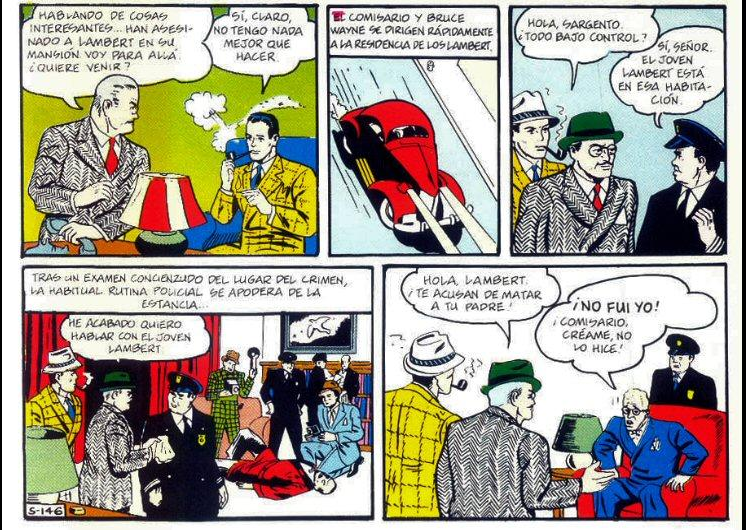 HABLANDO DE COSAS
INTERESANTES... HAN ASESI-
NADO A LAMBERT EN SU
MANSIÓN. VOY PARA ALLÁ.
¿QUIERE VENIR?
SÍ, CLARO,
NO TENGO NADA
MEJOR QUE
HACER.
EL COMISARIO Y BRUCE
WAYNE SE DIRIGEN RÁPIDAMENTE
A LA RESIDENCIA DE LOS LAMBERT.
HOLA, SARGENTO.
¿TODO BAJO CONTROL?
SÍ, SEÑOR.
EL JOVEN
LAMBERT ESTÁ
EN ESA HABITA-
CIÓN.
TRAS UN EXAMEN CONCIENZUDO DEL LUGAR DEL CRIMEN,
LA HABITUAL RUTINA POLICIAL SE APODERA DE LA
ESTANCIA...
HE ACABADO. QUIERO
HABLAR CON EL JOVEN
LAMBERT
S-146
HOLA, LAMBERT.
¡TE ACUSAN DE MATAR
A TU PADRE!
¡NO FUI YO!
¡COMISARIO,
CRÉAME, NO
LO HICE!